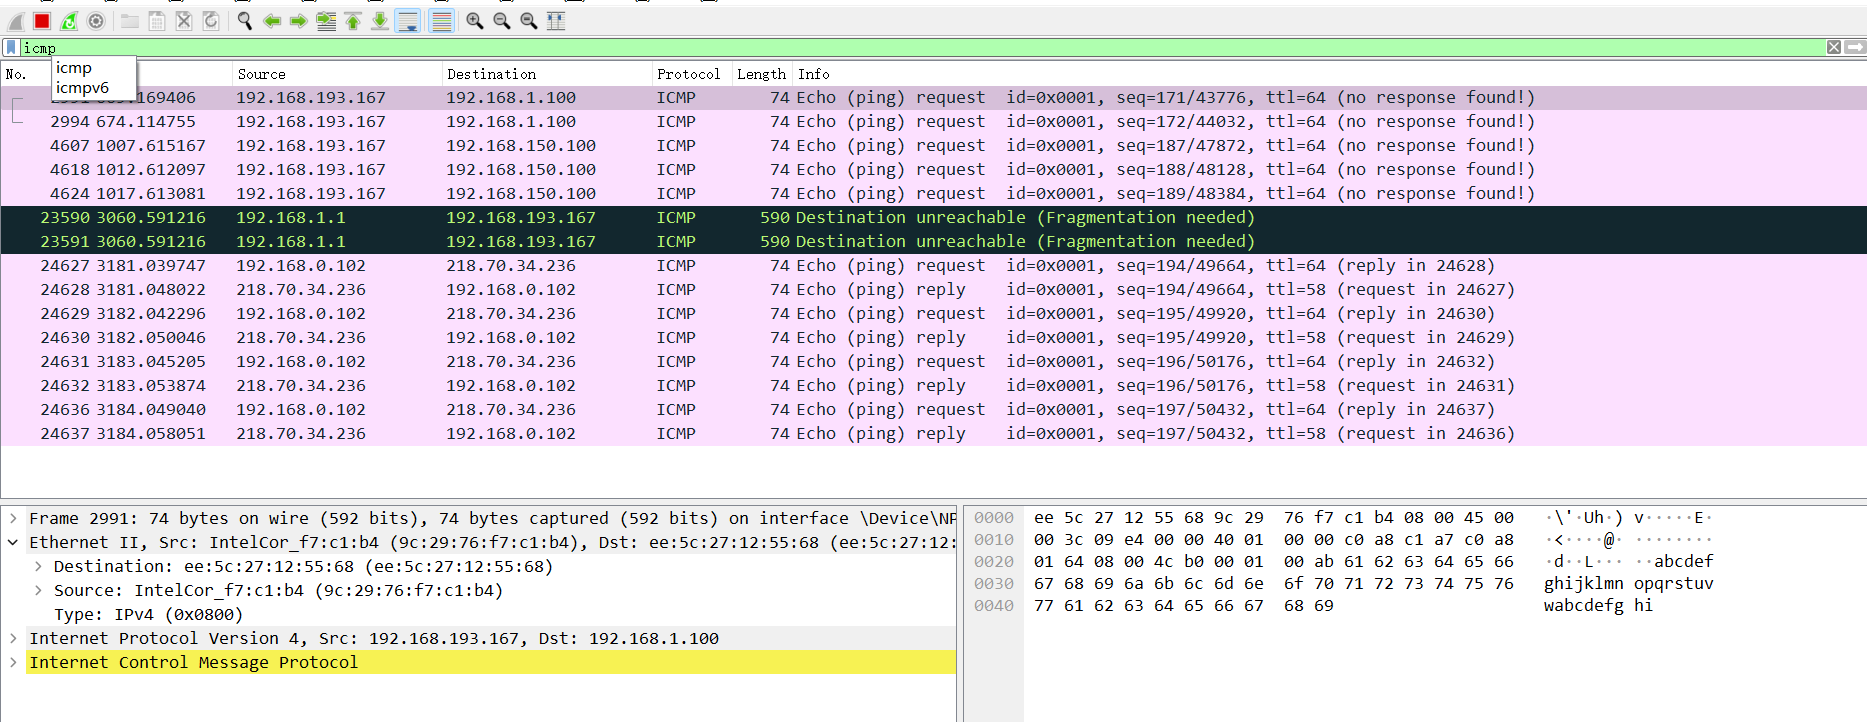 icmp
icmp
icmpv6
No. Source Destination Protocol Length Info
169406 192.168.193.167 192.168.1.100 ICMP 74 Echo (ping) request id=0x0001, seq=171/43776, ttl=64 (no response found!)
2994 674.114755 192.168.193.167 192.168.1.100 ICMP 74 Echo (ping) request id=0x0001, seq=172/44032, ttl=64 (no response found!)
4607 1007.615167 192.168.193.167 192.168.150.100 ICMP 74 Echo (ping) request id=0x0001, seq=187/47872, ttl=64 (no response found!)
4618 1012.612097 192.168.193.167 192.168.150.100 ICMP 74 Echo (ping) request id=0x0001, seq=188/48128, ttl=64 (no response found!)
4624 1017.613081 192.168.193.167 192.168.150.100 ICMP 74 Echo (ping) request id=0x0001, seq=189/48384, ttl=64 (no response found!)
23590 3060.591216 192.168.1.1 192.168.193.167 ICMP 590 Destination unreachable (Fragmentation needed)
23591 3060.591216 192.168.1.1 192.168.193.167 ICMP 590 Destination unreachable (Fragmentation needed)
24627 3181.039747 192.168.0.102 218.70.34.236 ICMP 74 Echo (ping) request id=0x0001, seq=194/49664, ttl=64 (reply in 24628)
24628 3181.048022 218.70.34.236 192.168.0.102 ICMP 74 Echo (ping) reply id=0x0001, seq=194/49664, ttl=58 (request in 24627)
24629 3182.042296 192.168.0.102 218.70.34.236 ICMP 74 Echo (ping) request id=0x0001, seq=195/49920, ttl=64 (reply in 24630)
24630 3182.050046 218.70.34.236 192.168.0.102 ICMP 74 Echo (ping) reply id=0x0001, seq=195/49920, ttl=58 (request in 24629)
24631 3183.045205 192.168.0.102 218.70.34.236 ICMP 74 Echo (ping) request id=0x0001, seq=196/50176, ttl=64 (reply in 24632)
24632 3183.053874 218.70.34.236 192.168.0.102 ICMP 74 Echo (ping) reply id=0x0001, seq=196/50176, ttl=58 (request in 24631)
24636 3184.049040 192.168.0.102 218.70.34.236 ICMP 74 Echo (ping) request id=0x0001, seq=197/50432, ttl=64 (reply in 24637)
24637 3184.058051 218.70.34.236 192.168.0.102 ICMP 74 Echo (ping) reply id=0x0001, seq=197/50432, ttl=58 (request in 24636)
Frame 2991: 74 bytes on wire (592 bits), 74 bytes captured (592 bits) on interface \Device\NP
Ethernet II, Src: IntelCor_f7:c1:b4 (9c:29:76:f7:c1:b4), Dst: ee:5c:27:12:55:68 (ee:5c:27:12:
Destination: ee:5c:27:12:55:68 (ee:5c:27:12:55:68)
Source: IntelCor_f7:c1:b4 (9c:29:76:f7:c1:b4)
Type: IPv4 (0x0800)
Internet Protocol Version 4, Src: 192.168.193.167, Dst: 192.168.1.100
Internet Control Message Protocol
0000 ee 5c 27 12 55 68 9c 29 76 f7 c1 b4 08 00 45 00 ·\'·Uh·) v·····E·
0010 00 3c 09 e4 00 00 40 01 00 00 c0 a8 c1 a7 c0 a8 ·<····@· ········
0020 01 64 08 00 4c b0 00 01 00 ab 61 62 63 64 65 66 ·d··L··· ··abcdef
0030 67 68 69 6a 6b 6c 6d 6e 6f 70 71 72 73 74 75 76 ghijklmn opqrstuv
0040 77 61 62 63 64 65 66 67 68 69 wabcdefg hi